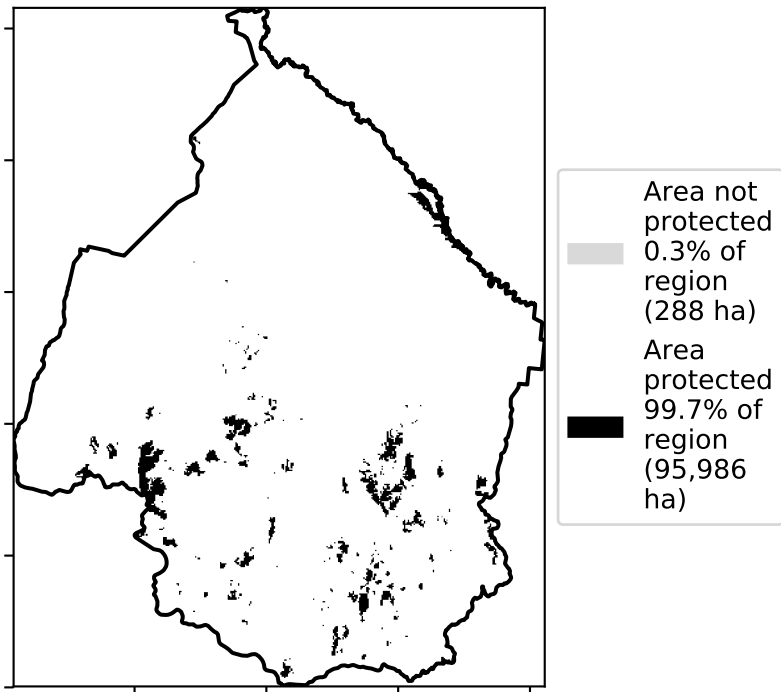 Area not
protected
0.3% of
region
(288 ha)
Area
protected
99.7% of
region
(95,986
ha)